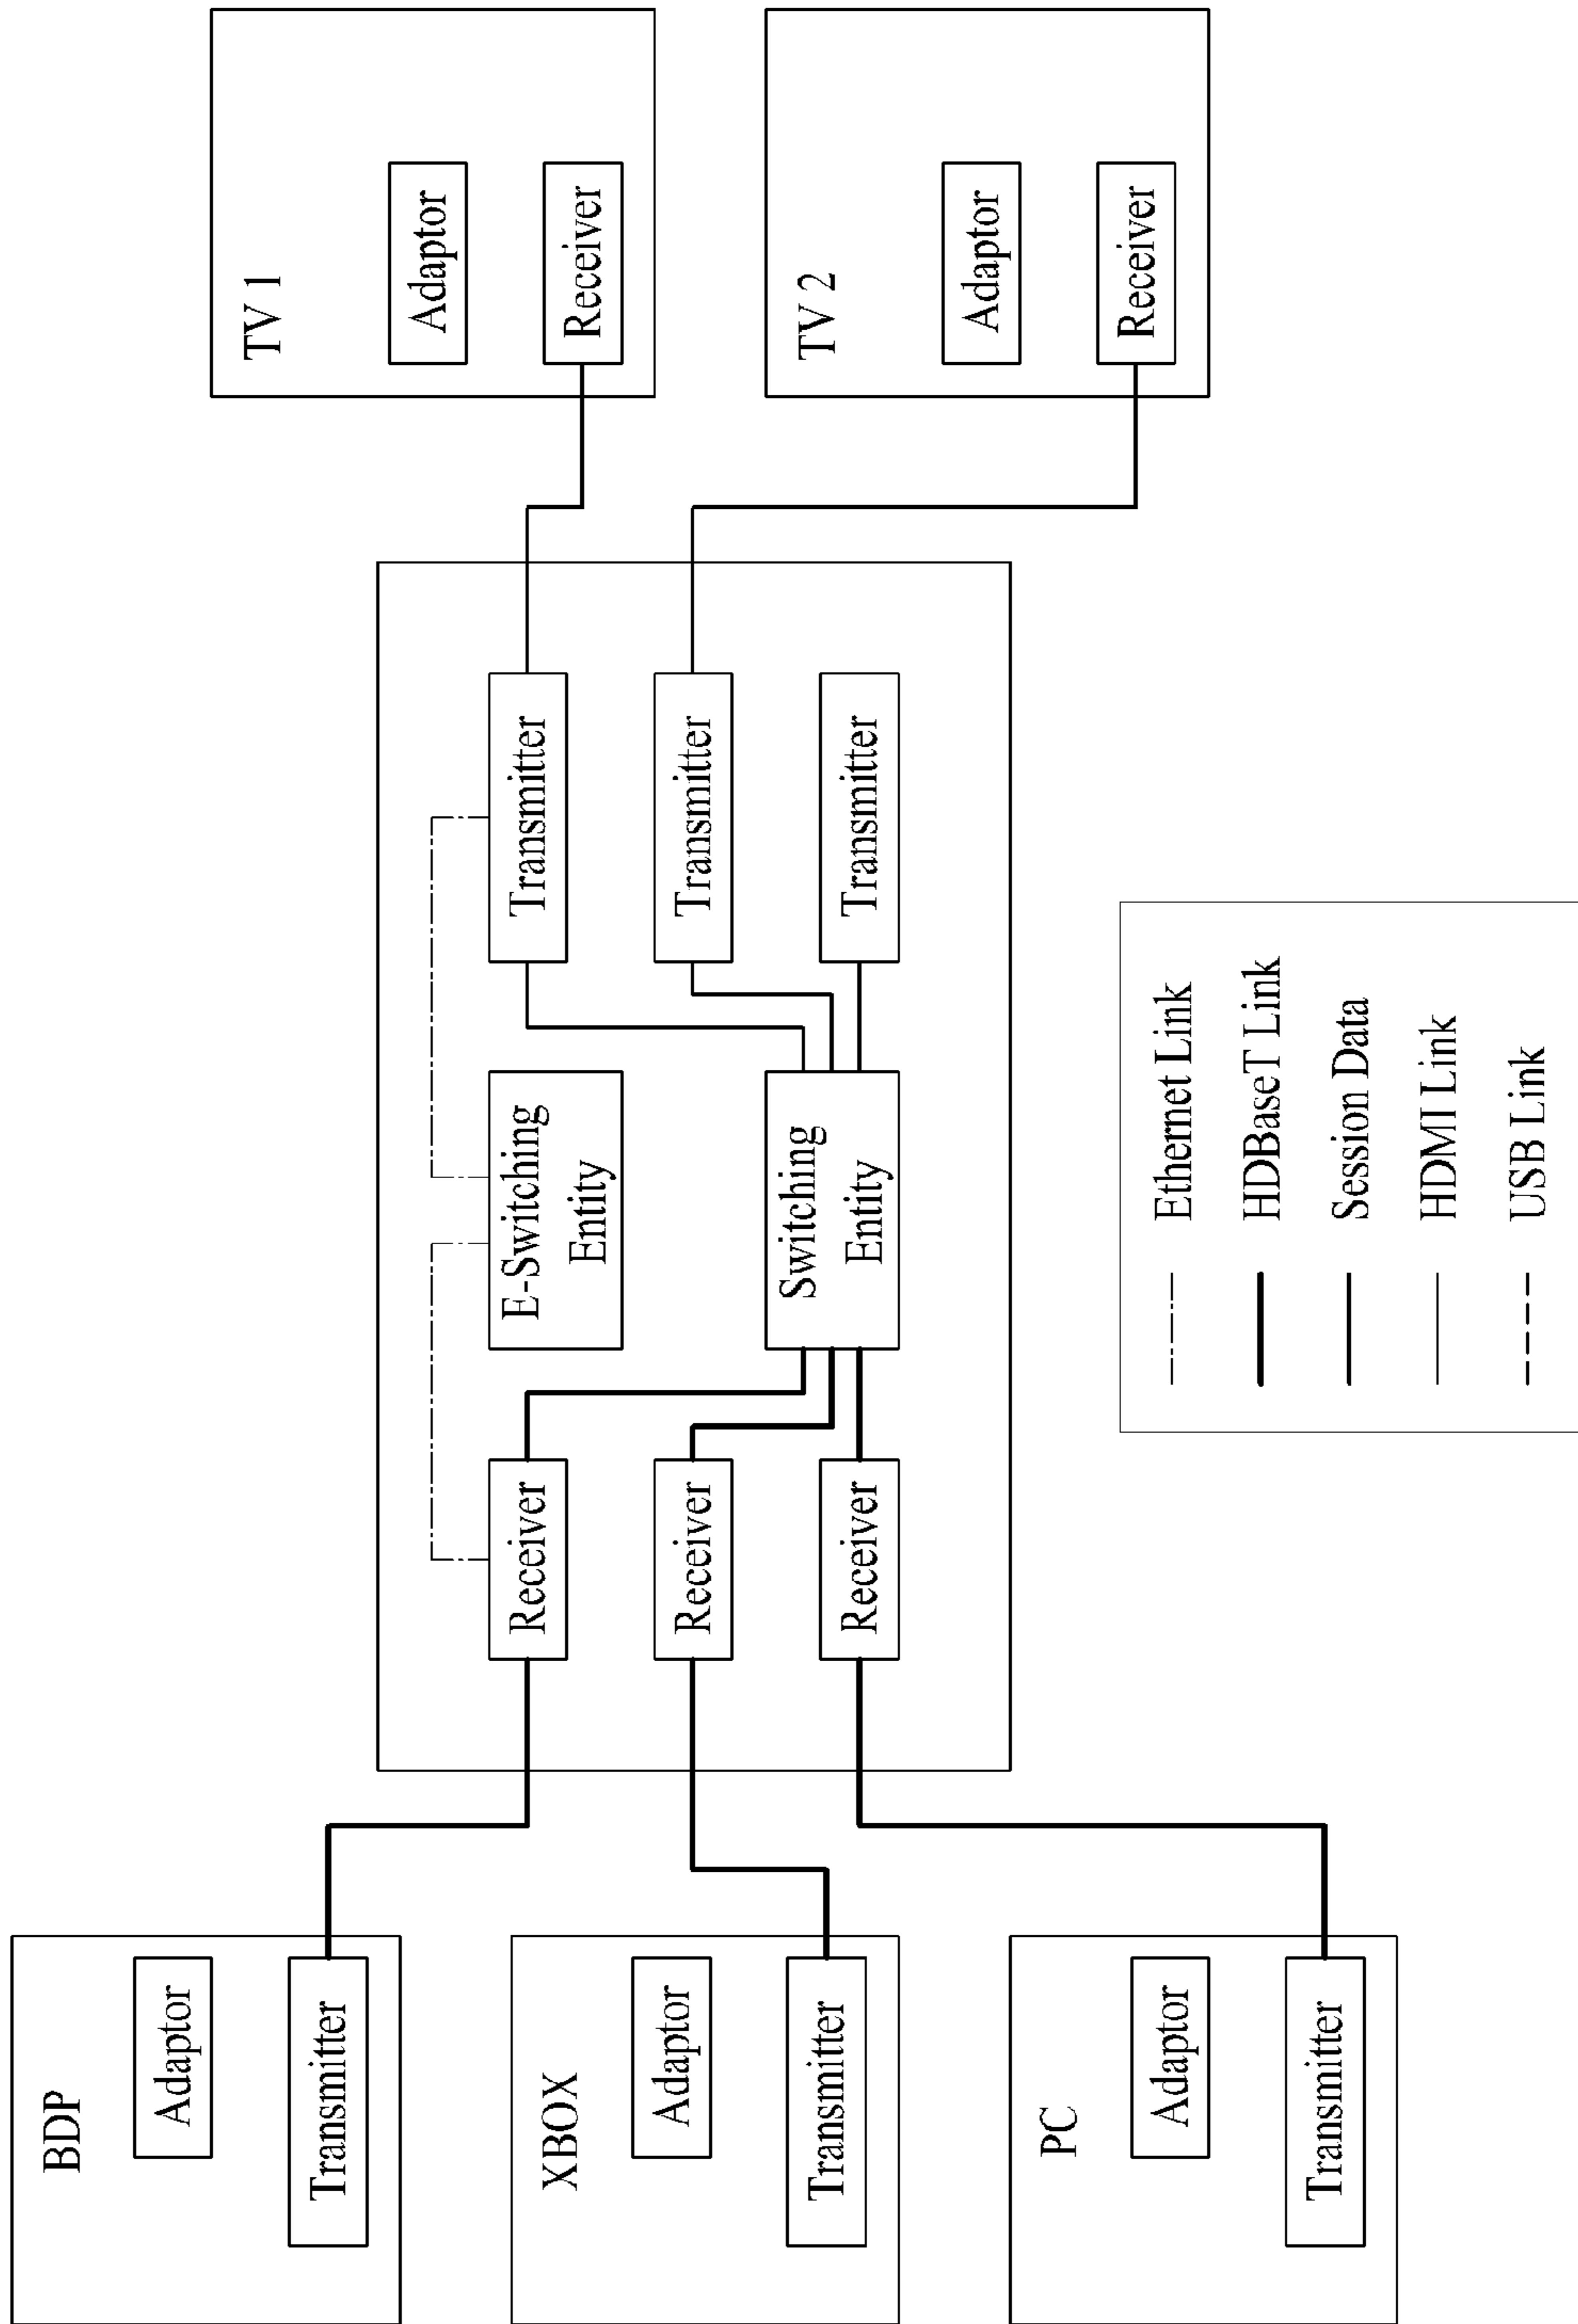 BDP
Adaptor
Transmitter
XBOX
Adaptor
Transmitter
PC
Adaptor
Transmitter
Receiver
Receiver
Receiver
E-Switching
Entity
Switching
Entity
Transmitter
Transmitter
Transmitter
TV 1
Adaptor
Receiver
TV 2
Adaptor
Receiver
Ethernet Link
HDBaseT Link
Session Data
HDMI Link
USB Link